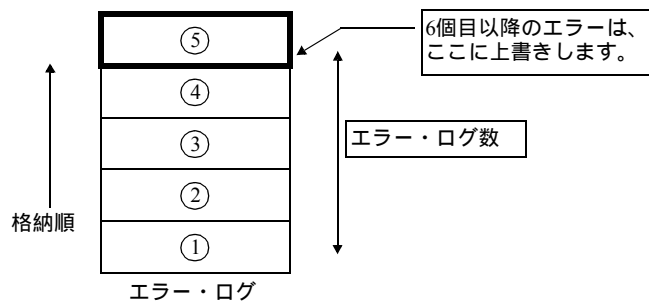 ⑤
6個目以降のエラーは、
ここに上書きします。
④
③
エラー・ログ数
②
格納順
①
エラー・ログ